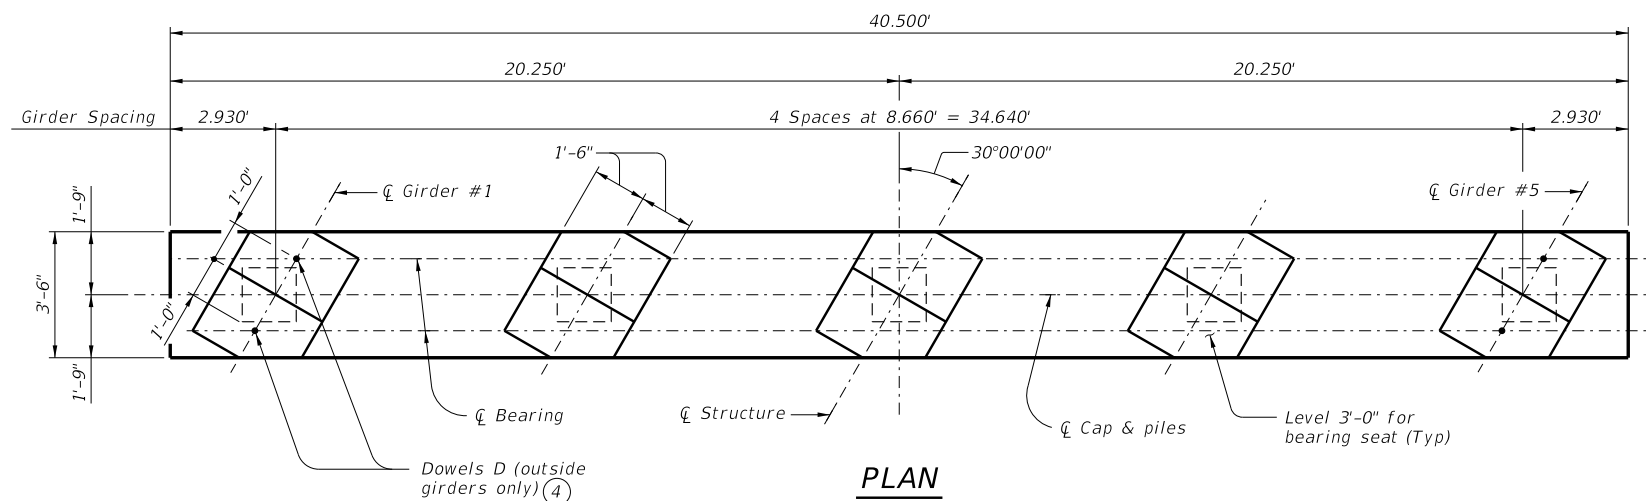 40.500'
20.250'
20.250'
Girder Spacing
2.930'
4 Spaces at 8.660' = 34.640'
2.930'
1'-6"
30°00'00"
1'-0"
℄ Girder #1
℄ Girder #5
1'-9"
3'-6"
1'-0"
1'-9"
℄ Bearing
℄ Structure
℄ Cap & piles
Level 3'-0" for
bearing seat (Typ)
Dowels D (outside
girders only) 4
PLAN